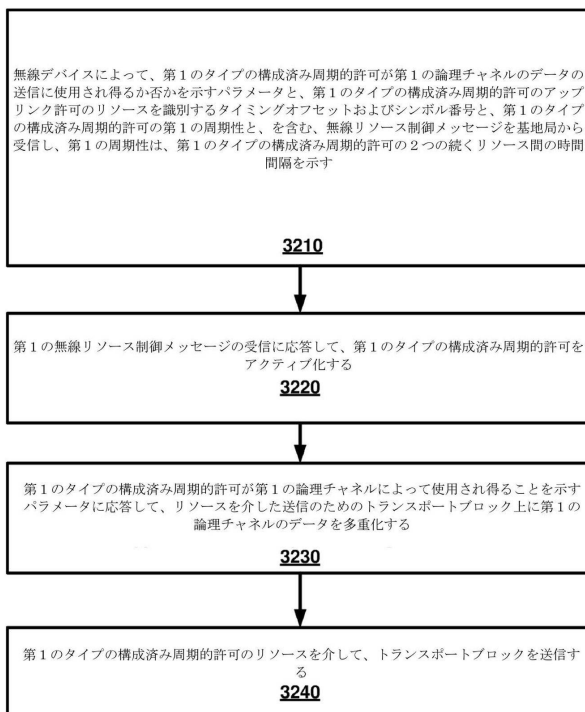 無線デバイスによって、第１のタイプの構成済み周期的許可が第１の論理チャネルのデータの
送信に使用され得るか否かを示すパラメータと、第１のタイプの構成済み周期的許可のアップ
リンク許可のリソースを識別するタイミングオフセットおよびシンボル番号と、第１のタイプ
の構成済み周期的許可の第１の周期性と、を含む、無線リソース制御メッセージを基地局から
受信し、第１の周期性は、第１のタイプの構成済み周期的許可の２つの続くリソース間の時間
間隔を示す
3210
第１の無線リソース制御メッセージの受信に応答して、第１のタイプの構成済み周期的許可を
アクティブ化する
3220
第１のタイプの構成済み周期的許可が第１の論理チャネルによって使用され得ることを示す
パラメータに応答して、リソースを介した送信のためのトランスポートブロック上に第１の
論理チャネルのデータを多重化する
3230
第１のタイプの構成済み周期的許可のリソースを介して、トランスポートブロックを送信す
る
3240